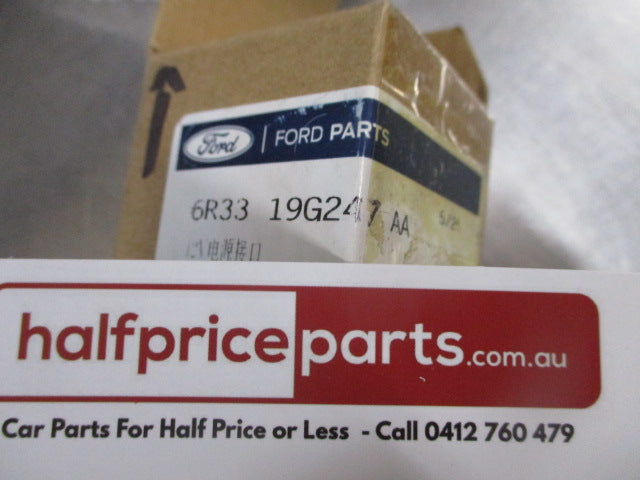 Ford | FORD PARTS
6R33 19G247 AA
电源接口
halfpriceparts.com.au
Car Parts For Half Price or Less - Call 0412 760 479